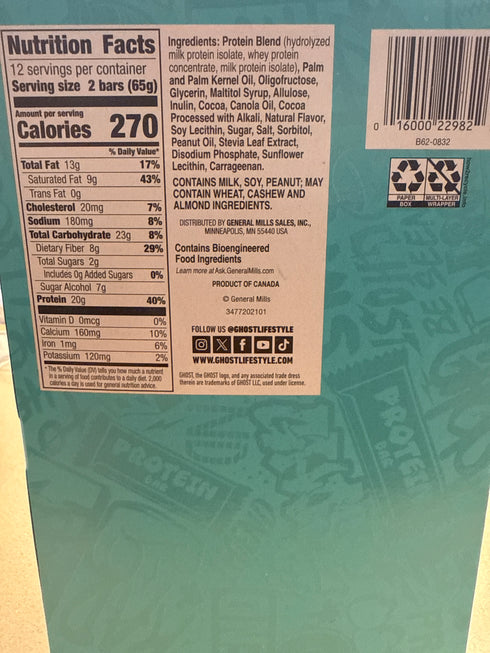 Nutrition Facts
12 servings per container
Serving size 2 bars (65g)
Amount per serving
Calories 270
% Daily Value*
Total Fat 13g 17%
Saturated Fat 9g 43%
Trans Fat 0g
Cholesterol 20mg 7%
Sodium 180mg 8%
Total Carbohydrate 23g 8%
Dietary Fiber 8g 29%
Total Sugars 2g
Includes 0g Added Sugars 0%
Sugar Alcohol 7g
Protein 20g 40%
Vitamin D 0mcg 0%
Calcium 160mg 10%
Iron 1mg 6%
Potassium 120mg 2%
*The % Daily Value (DV) tells you how much a nutrient
in a serving of food contributes to a daily diet. 2,000
calories a day is used for general nutrition advice.
Ingredients: Protein Blend (hydrolyzed
milk protein isolate, whey protein
concentrate, milk protein isolate), Palm
and Palm Kernel Oil, Oligofructose,
Glycerin, Maltitol Syrup, Allulose,
Inulin, Cocoa, Canola Oil, Cocoa
Processed with Alkali, Natural Flavor,
Soy Lecithin, Sugar, Salt, Sorbitol,
Peanut Oil, Stevia Leaf Extract,
Disodium Phosphate, Sunflower
Lecithin, Carrageenan.
CONTAINS MILK, SOY, PEANUT; MAY
CONTAIN WHEAT, CASHEW AND
ALMOND INGREDIENTS.
DISTRIBUTED BY GENERAL MILLS SALES, INC.,
MINNEAPOLIS, MN 55440 USA
Contains Bioengineered
Food Ingredients
Learn more at Ask.GeneralMills.com
PRODUCT OF CANADA
© General Mills
3477202101
FOLLOW US @GHOSTLIFESTYLE
WWW.GHOSTLIFESTYLE.COM
GHOST, the GHOST logo, and any associated trade dress
therein are trademarks of GHOST LLC, used under license.
0 16000 22982
B62-0832
PAPER
BOX
MULTI-LAYER
WRAPPER
how2recycle.info
PROTEIN
BAR
PROTEIN
BAR